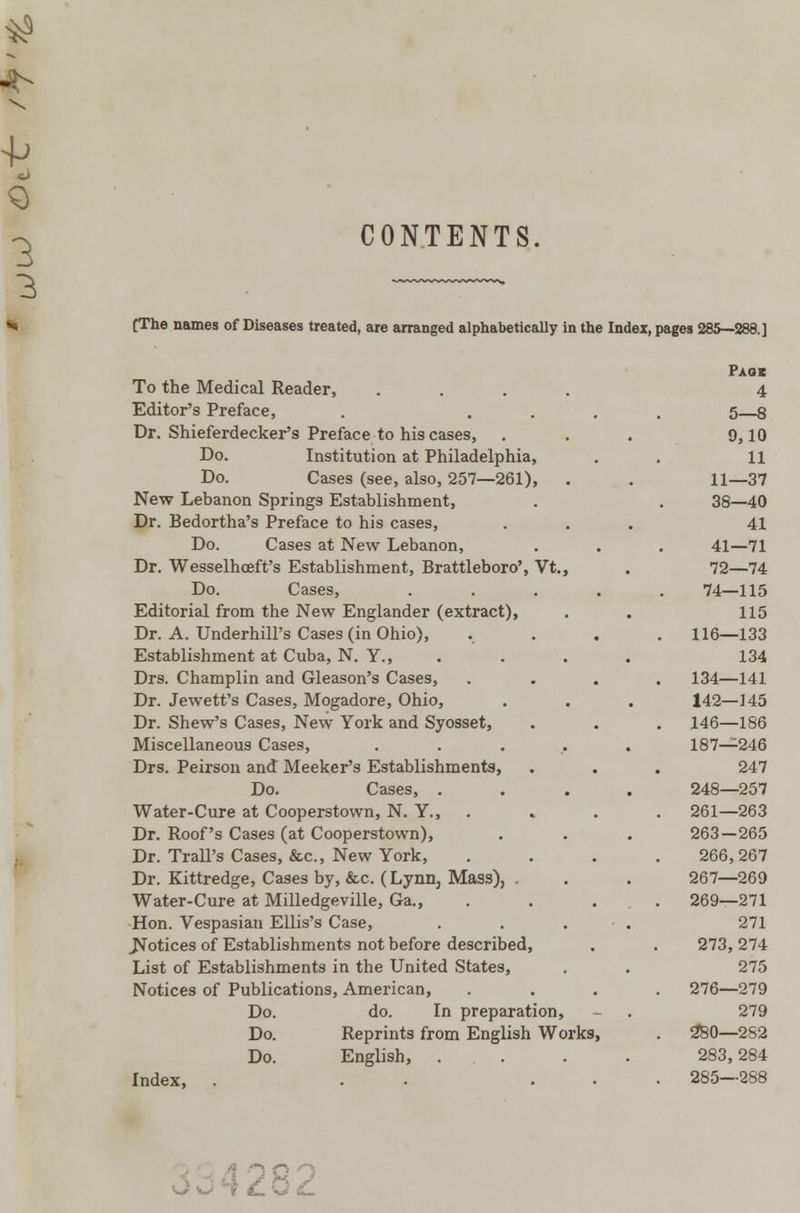 CONTENTS.
[The names of Diseases treated, are arranged alphabetically in the Index, pages 285—288.]
PAGE
To the Medical Reader, . . . . 4
Editor's Preface, . . . . . 5—8
Dr. Shieferdecker's Preface to his cases, . . . 9, 10
Do. Institution at Philadelphia, . . 11
Do. Cases (see, also, 257—261), . . 11—37
New Lebanon Springs Establishment, . . 38—40
Dr. Bedortha's Preface to his cases, . . . 41
Do. Cases at New Lebanon, . . . 41—71
Dr. Wesselhœft's Establishment, Brattleboro', Vt., . 72—74
Do. Cases, . . . . . 74—115
Editorial from the New Englander (extract), . . 115
Dr. A. Underhill's Cases (in Ohio), . . . . 116—133
Establishment at Cuba, N. Y., . . . . 134
Drs. Champlin and Gleason's Cases, . . . . 134—141
Dr. Jewett's Cases, Mogadore, Ohio, . . . 142—145
Dr. Shew's Cases, New York and Syosset, . . . 146—186
Miscellaneous Cases, . . . . . 187—246
Drs. Peirson and Meeker's Establishments, . . . 247
Do. Cases, . . . . . 248—257
Water-Cure at Cooperstown, N. Y., . . . . 261—263
Dr. Roof's Cases (at Cooperstown), . . . 263—265
Dr. Trall's Cases, &c., New York, . . . . 266, 267
Dr. Kittredge, Cases by, &c. (Lynn, Mass), . . . 267—269
Water-Cure at Milledgeville, Ga., . . . . 269—271
Hon. Vespasian Ellis's Case, . . . . 271
Notices of Establishments not before described, . . 273, 274
List of Establishments in the United States, . . 275
Notices of Publications, American, . . . . 276—279
Do. do. In preparation, - . 279
Do. Reprints from English Works, . 280—282
Do. English, . . . . 283, 284
Index, . . . . . . 285—288
334282